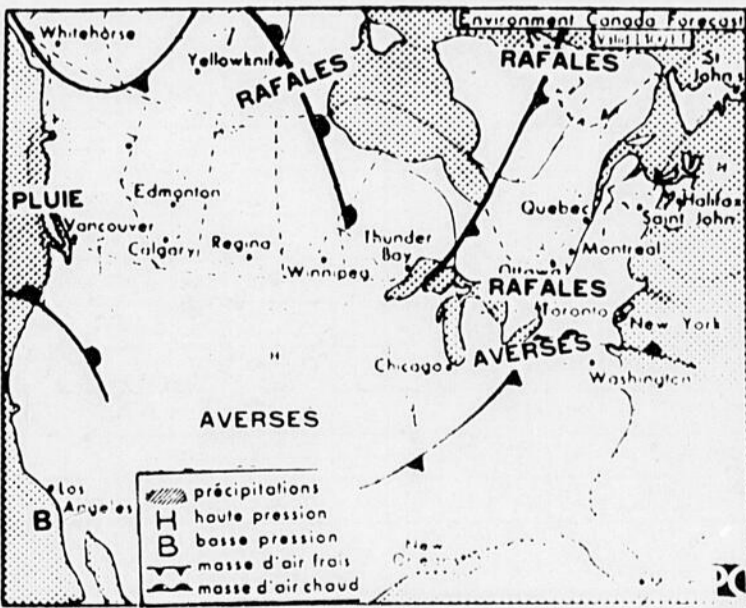 Environment Canada Forecast
Whitehorse
Yellowknife
RAFALES
RAFALES
St
John's
H
Edmonton
PLUIE
Vancouver
Calgary
Regina
Winnipeg
Thunder
Bay
Quebec
Halifax
Saint John
Montreal
Ottawa
RAFALES
Toronto
New York
H
Chicago
AVERSES
Washington
AVERSES
Los
Angeles
B
précipitations
H haute pression
B basse pression
masse d'air frais
masse d'air chaud
New
PC